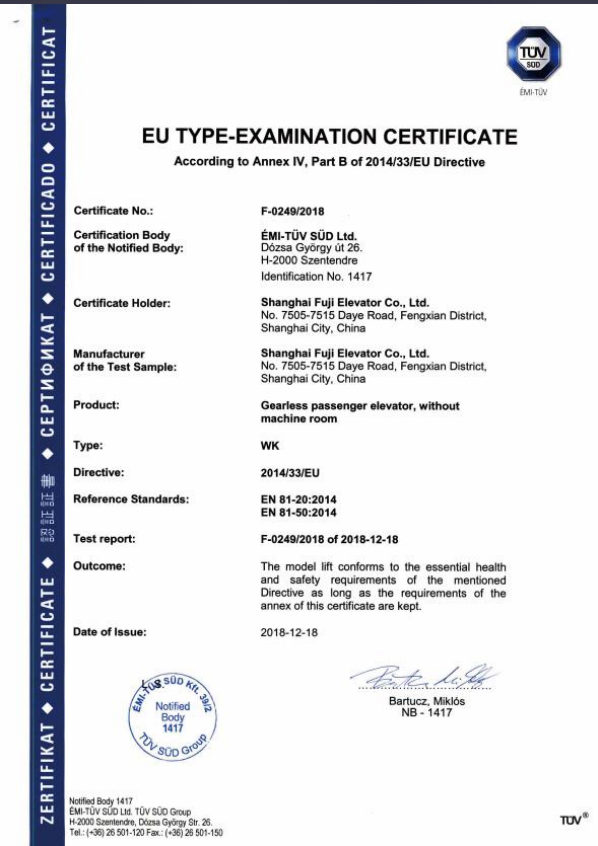 TÜV
SÜD
ÉMI-TÜV
ZERTIFIKAT ◆ CERTIFICATE ◆ 認証証書 ◆ СЕРТИФИКАТ ◆ CERTIFICADO ◆ CERTIFICAT
EU TYPE-EXAMINATION CERTIFICATE
According to Annex IV, Part B of 2014/33/EU Directive
Certificate No.: F-0249/2018
Certification Body ÉMI-TÜV SÜD Ltd.
of the Notified Body: Dózsa György út 26.
H-2000 Szentendre
Identification No. 1417
Certificate Holder: Shanghai Fuji Elevator Co., Ltd.
No. 7505-7515 Daye Road, Fengxian District,
Shanghai City, China
Manufacturer Shanghai Fuji Elevator Co., Ltd.
of the Test Sample: No. 7505-7515 Daye Road, Fengxian District,
Shanghai City, China
Product: Gearless passenger elevator, without
machine room
Type: WK
Directive: 2014/33/EU
Reference Standards: EN 81-20:2014
EN 81-50:2014
Test report: F-0249/2018 of 2018-12-18
Outcome: The model lift conforms to the essential health
and safety requirements of the mentioned
Directive as long as the requirements of the
annex of this certificate are kept.
Date of Issue: 2018-12-18
ÉMI-TÜV SÜD Kft. 39/2
Notified
Body
1417
TÜV SÜD Group
Bartucz, Miklós
NB - 1417
Notified Body 1417
ÉMI-TÜV SÜD Ltd. TÜV SÜD Group
H-2000 Szentendre, Dózsa György Str. 26.
Tel.: (+36) 26 501-120 Fax.: (+36) 26 501-150
TÜV®